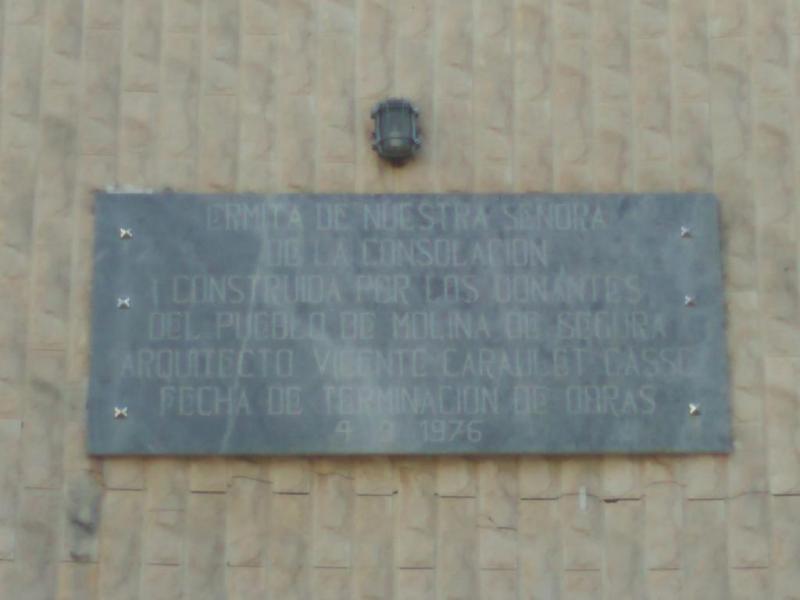 ERMITA DE NUESTRA SEÑORA
DE LA CONSOLACION
CONSTRUIDA POR LOS DONANTES
DEL PUEBLO DE MOLINA DE SEGURA
ARQUITECTO VICENTE
FECHA DE TERMINACION DE OBRAS
4 9 1976